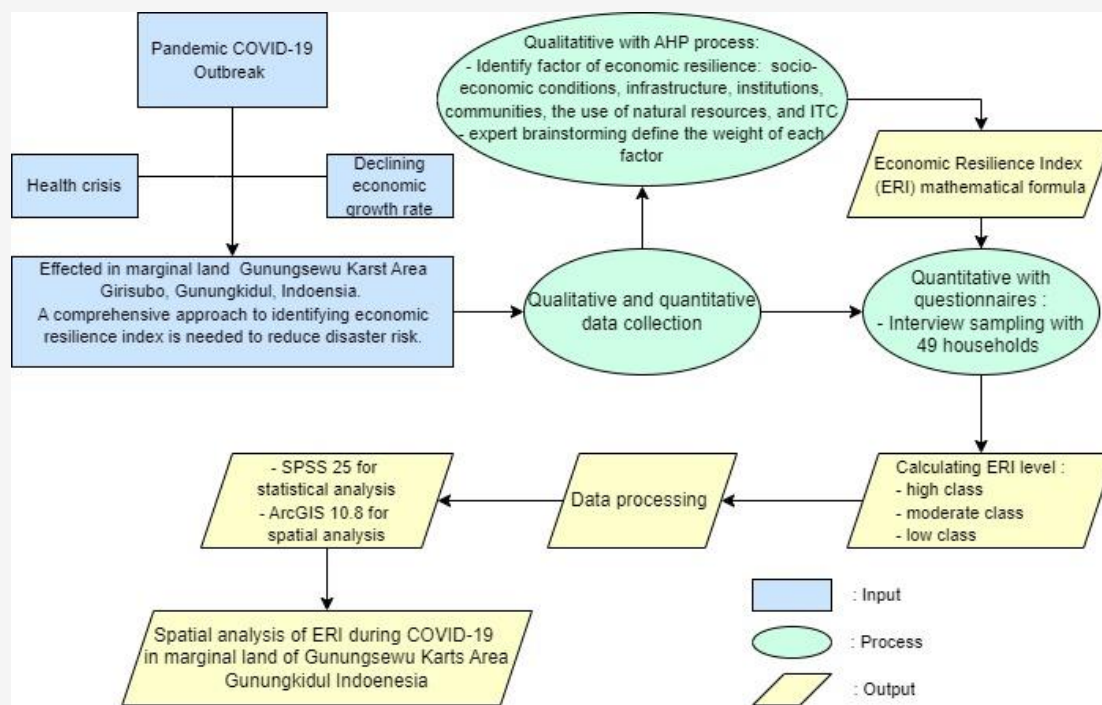 Pandemic COVID-19
Outbreak
Health crisis
Declining
economic
growth rate
Effected in marginal land Gunungsewu Karst Area
Girisubo, Gunungkidul, Indoensia.
A comprehensive approach to identifying economic
resilience index is needed to reduce disaster risk.
Qualitatitive with AHP process:
- Identify factor of economic resilience: socio-
economic conditions, infrastructure, institutions,
communities, the use of natural resources, and ITC
- expert brainstorming define the weight of each
factor
Economic Resilience Index
(ERI) mathematical formula
Qualitative and quantitative
data collection
Quantitative with
questionnaires :
- Interview sampling with
49 households
Calculating ERI level :
- high class
- moderate class
- low class
Data processing
- SPSS 25 for
statistical analysis
- ArcGIS 10.8 for
spatial analysis
Spatial analysis of ERI during COVID-19
in marginal land of Gunungsewu Karts Area
Gunungkidul Indoenesia
: Input
: Process
: Output